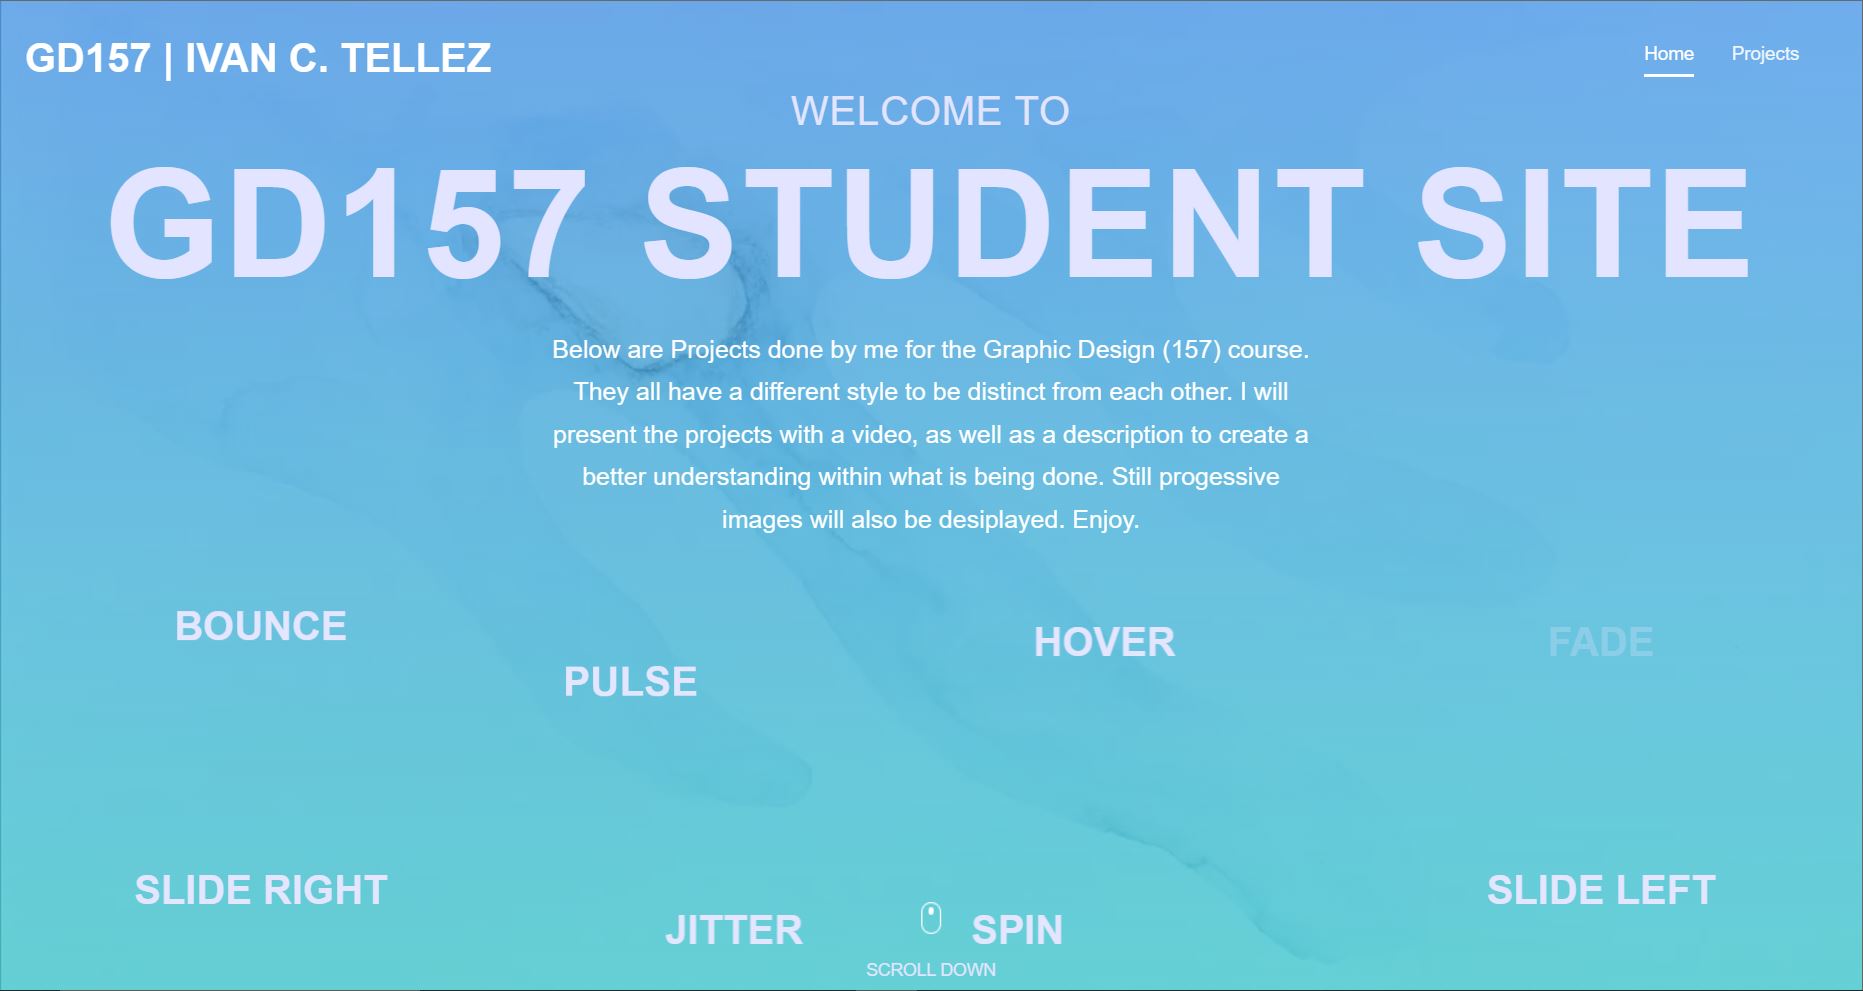 GD157 | IVAN C. TELLEZ
Home
Projects
WELCOME TO
GD157 STUDENT SITE
Below are Projects done by me for the Graphic Design (157) course.
They all have a different style to be distinct from each other. I will
present the projects with a video, as well as a description to create a
better understanding within what is being done. Still progessive
images will also be desiplayed. Enjoy.
BOUNCE
PULSE
HOVER
FADE
SLIDE RIGHT
JITTER
SPIN
SLIDE LEFT
SCROLL DOWN